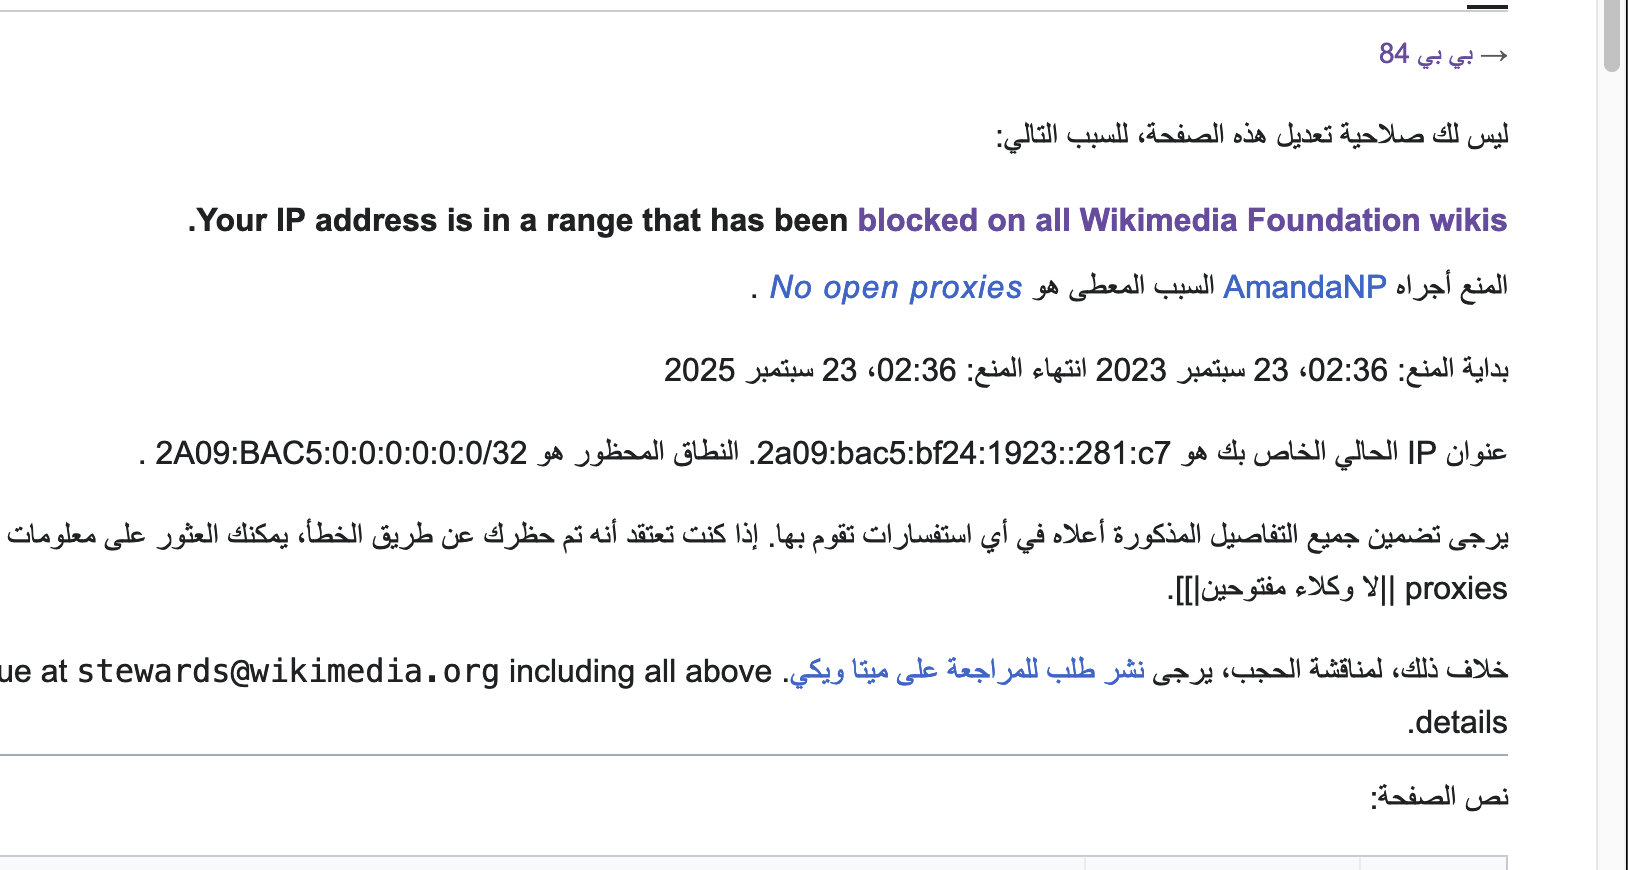 → بي بي 84
ليس لك صلاحية تعديل هذه الصفحة، للسبب التالي:
Your IP address is in a range that has been blocked on all Wikimedia Foundation wikis.
المنع أجراه AmandaNP السبب المعطى هو No open proxies .
بداية المنع: 02:36، 23 سبتمبر 2023 انتهاء المنع: 02:36، 23 سبتمبر 2025
عنوان IP الحالي الخاص بك هو 2a09:bac5:bf24:1923::281:c7. النطاق المحظور هو 2A09:BAC5:0:0:0:0:0:0/32 .
يرجى تضمين جميع التفاصيل المذكورة أعلاه في أي استفسارات تقوم بها. إذا كنت تعتقد أنه تم حظرك عن طريق الخطأ، يمكنك العثور على معلومات
proxies ||لا وكلاء مفتوحين|]].
خلاف ذلك، لمناقشة الحجب، يرجى نشر طلب للمراجعة على ميتا ويكي. ue at stewards@wikimedia.org including all above
details.
نص الصفحة: